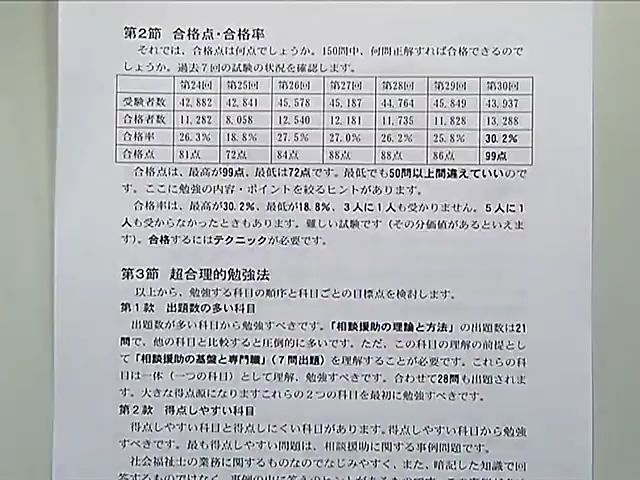 第2節　合格点・合格率
それでは、合格点は何点でしょうか。150問中、何問正解すれば合格できるので
しょうか。過去7回の試験の状況を確認します。
第24回 第25回 第26回 第27回 第28回 第29回 第30回
受験者数 42,882 42,841 45,578 45,187 44,764 45,849 43,937
合格者数 11,282 8,058 12,540 12,181 11,735 11,828 13,288
合格率 26.3% 18.8% 27.5% 27.0% 26.2% 25.8% 30.2%
合格点 81点 72点 84点 88点 88点 86点 99点
合格点は、最高が99点、最低は72点です。最低でも50問以上間違えていいので
す。ここに勉強の内容・ポイントを絞るヒントがあります。
合格率は、最高が30.2%、最低が18.8%、3人に1人も受かりません。5人に1
人も受からなかったときもあります。難しい試験です（その分価値があるといえま
す）。合格するにはテクニックが必要です。
第3節　超合理的勉強法
以上から、勉強する科目の順序と科目ごとの目標点を検討します。
第1款　出題数の多い科目
出題数が多い科目から勉強すべきです。「相談援助の理論と方法」の出題数は21
問で、他の科目と比較すると圧倒的に多いです。ただ、この科目の理解の前提とし
て「相談援助の基盤と専門職」（7問出題）を理解することが必要です。これらの科
目は一体（一つの科目）として理解、勉強すべきです。合わせて28問も出題されま
す。大きな得点源になりますこれらの2つの科目を最初に勉強すべきです。
第2款　得点しやすい科目
得点しやすい科目と得点しにくい科目があります。得点しやすい科目から勉強
すべきです。最も得点しやすい問題は、相談援助に関する事例問題です。
社会福祉士の業務に関するものなのでなじみやすく、また、暗記した知識で回